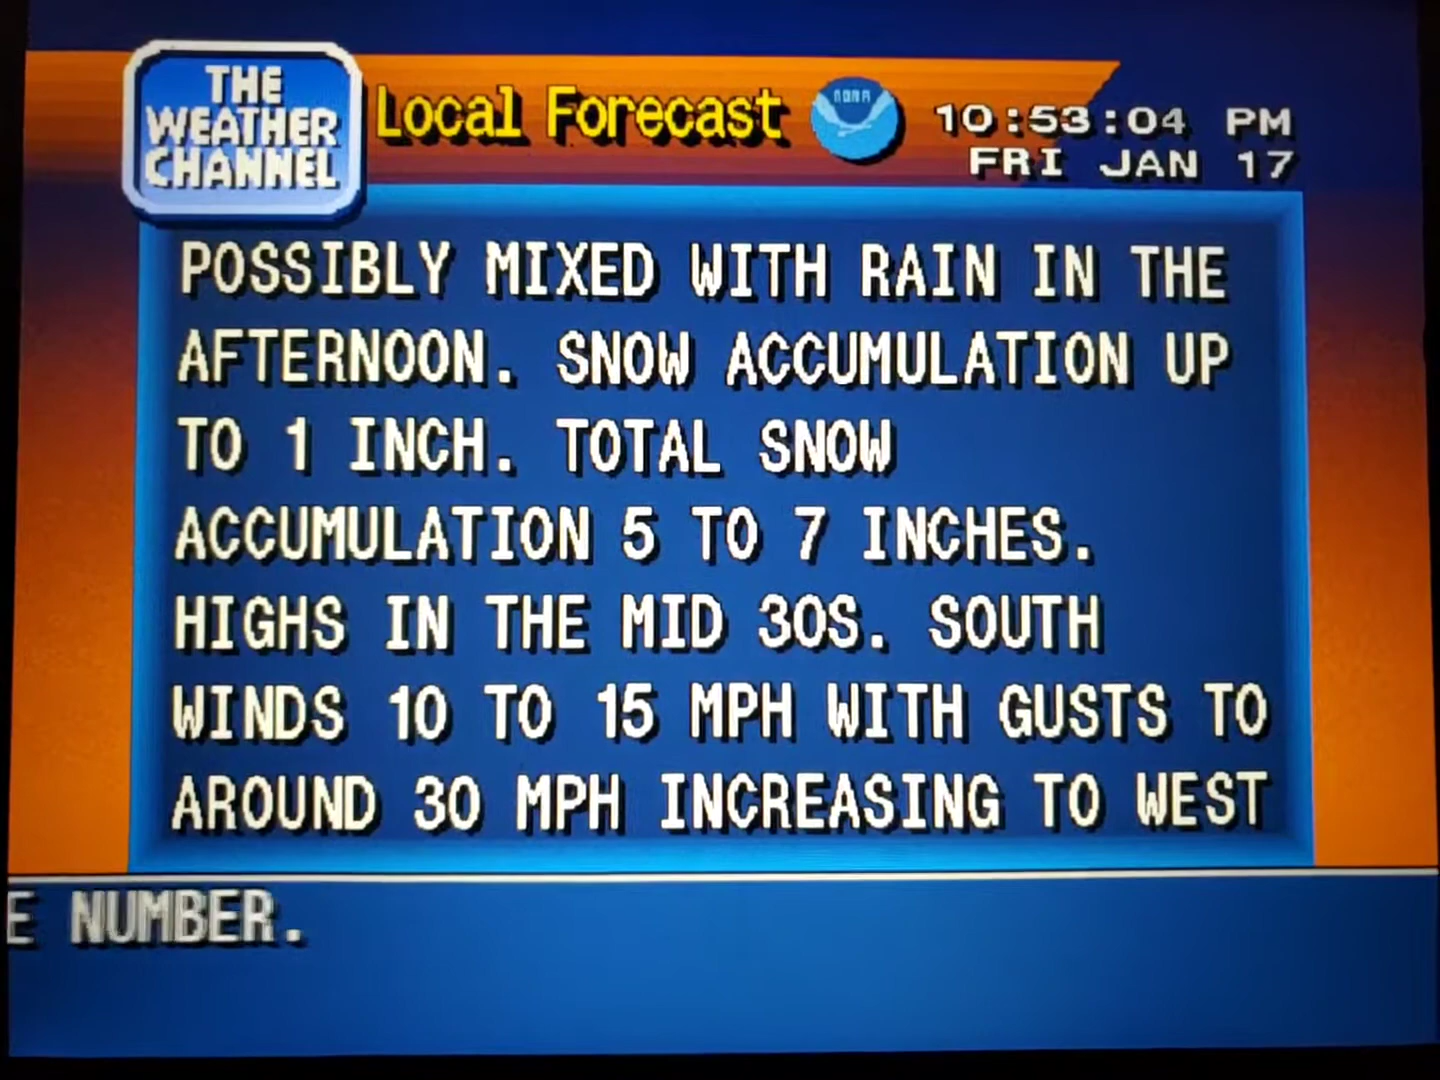 THE
WEATHER
CHANNEL
Local Forecast
NOAA
10:53:04 PM
FRI JAN 17
POSSIBLY MIXED WITH RAIN IN THE
AFTERNOON. SNOW ACCUMULATION UP
TO 1 INCH. TOTAL SNOW
ACCUMULATION 5 TO 7 INCHES.
HIGHS IN THE MID 30S. SOUTH
WINDS 10 TO 15 MPH WITH GUSTS TO
AROUND 30 MPH INCREASING TO WEST
E NUMBER.